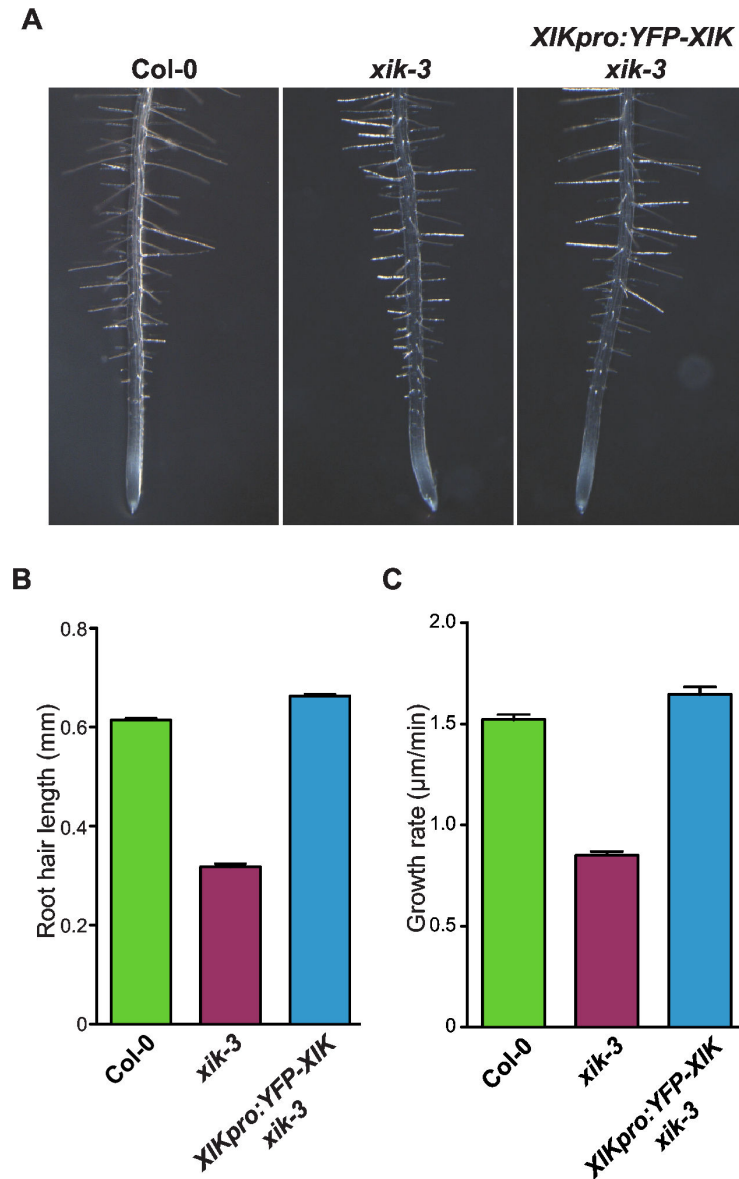 A
Col-0
xik-3
XIKpro:YFP-XIK
xik-3
B
Root hair length (mm)
0.8
0.6
0.4
0.2
0
Col-0
xik-3
XIKpro:YFP-XIK
xik-3
C
Growth rate (µm/min)
2.0
1.5
1.0
0.5
0
Col-0
xik-3
XIKpro:YFP-XIK
xik-3